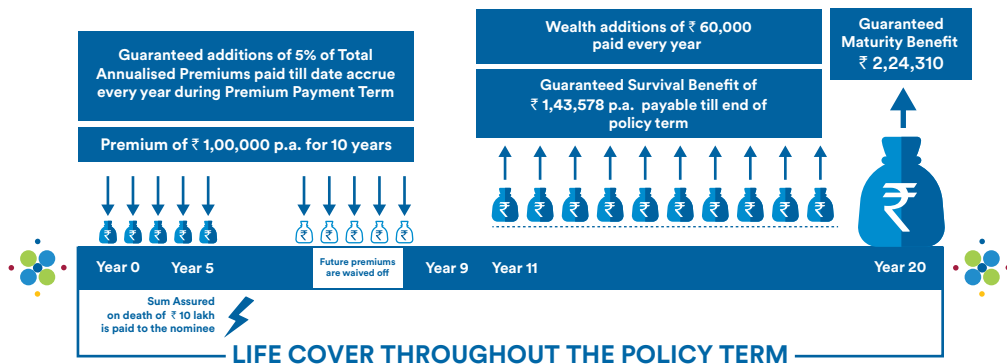 Guaranteed additions of 5% of Total
Annualised Premiums paid till date accrue
every year during Premium Payment Term
Premium of ₹ 1,00,000 p.a. for 10 years
Wealth additions of ₹ 60,000
paid every year
Guaranteed Survival Benefit of
₹ 1,43,578 p.a. payable till end of
policy term
Guaranteed
Maturity Benefit
₹ 2,24,310
₹ ₹ ₹ ₹ ₹
₹ ₹ ₹ ₹ ₹
₹ ₹ ₹ ₹ ₹ ₹ ₹ ₹ ₹ ₹
₹
Year 0
Year 5
Future premiums
are waived off
Year 9
Year 11
Year 20
Sum Assured
on death of ₹ 10 lakh
is paid to the nominee
LIFE COVER THROUGHOUT THE POLICY TERM